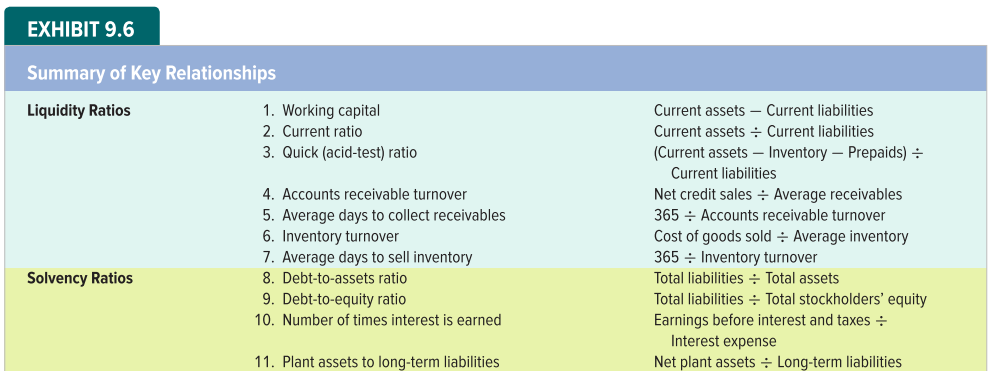 EXHIBIT 9.6
Summary of Key Relationships
Liquidity Ratios 1. Working capital Current assets — Current liabilities
2. Current ratio Current assets ÷ Current liabilities
3. Quick (acid-test) ratio (Current assets — Inventory — Prepaids) ÷
Current liabilities
4. Accounts receivable turnover Net credit sales ÷ Average receivables
5. Average days to collect receivables 365 ÷ Accounts receivable turnover
6. Inventory turnover Cost of goods sold ÷ Average inventory
7. Average days to sell inventory 365 ÷ Inventory turnover
Solvency Ratios 8. Debt-to-assets ratio Total liabilities ÷ Total assets
9. Debt-to-equity ratio Total liabilities ÷ Total stockholders’ equity
10. Number of times interest is earned Earnings before interest and taxes ÷
Interest expense
11. Plant assets to long-term liabilities Net plant assets ÷ Long-term liabilities